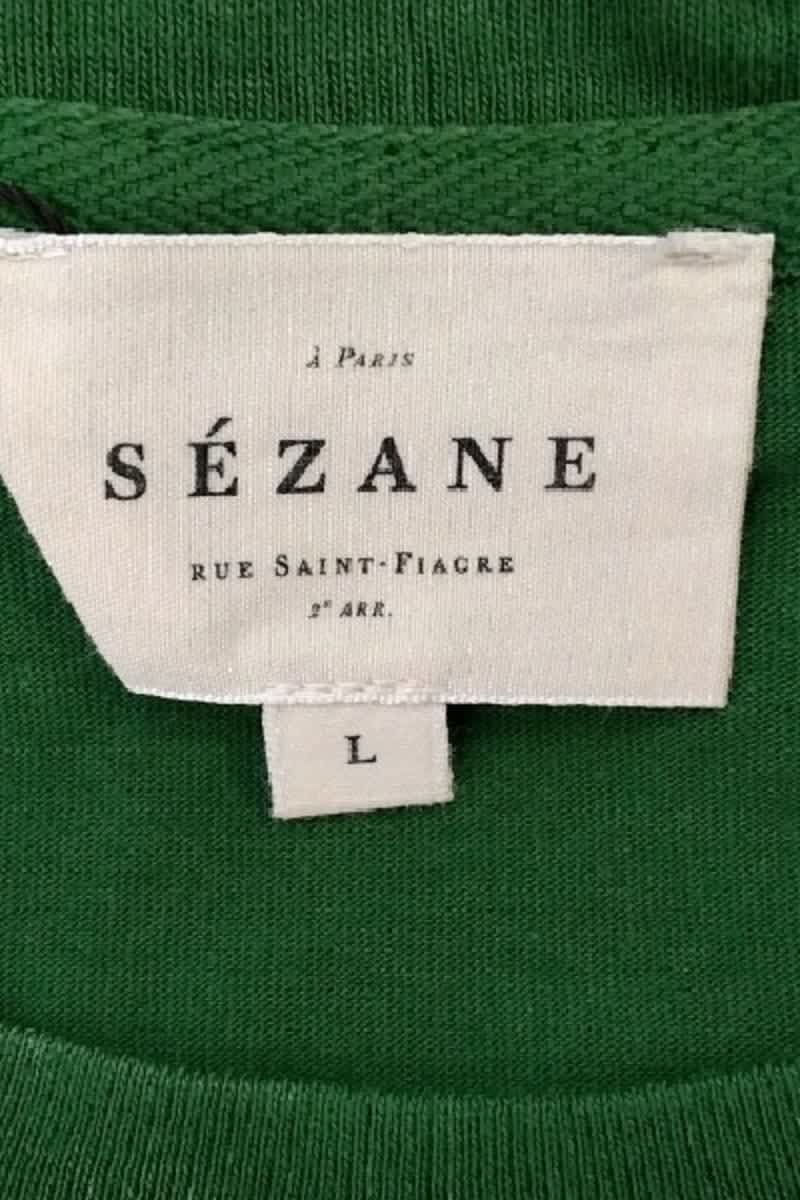 À PARIS
SÉZANE
RUE SAINT-FIACRE
2E ARR.
L